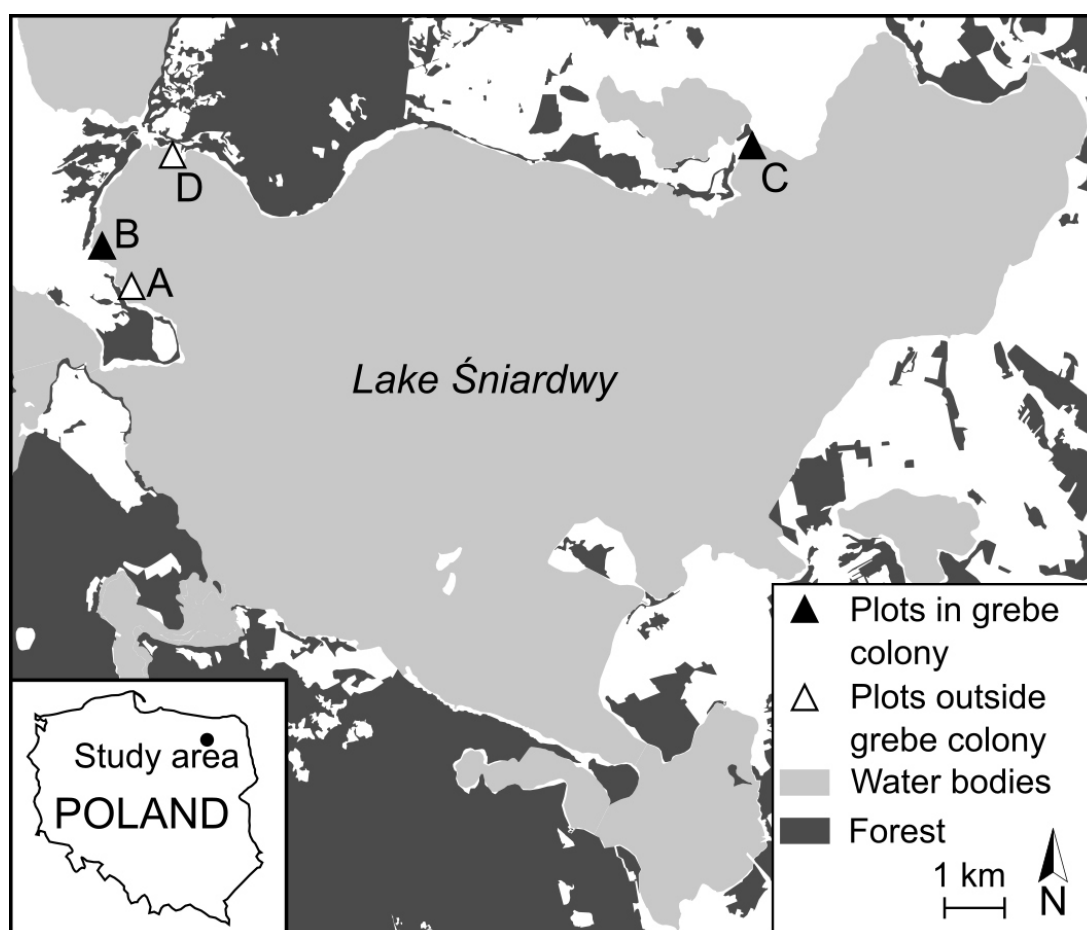 D
C
B
A
Lake Śniardwy
Plots in grebe
colony
Plots outside
grebe colony
Water bodies
Forest
1 km
N
Study area
POLAND